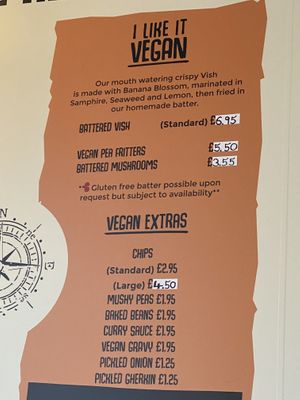 I LIKE IT
VEGAN
Our mouth watering crispy Vish
is made with Banana Blossom, marinated in
Samphire, Seaweed and Lemon, then fried in
our homemade batter.
BATTERED VISH (Standard) £6.95
VEGAN PEA FRITTERS £5.50
BATTERED MUSHROOMS £3.55
**Gluten free batter possible upon
request but subject to availability**
VEGAN EXTRAS
CHIPS
(Standard) £2.95
(Large) £4.50
MUSHY PEAS £1.95
BAKED BEANS £1.95
CURRY SAUCE £1.95
VEGAN GRAVY £1.95
PICKLED ONION £1.25
PICKLED GHERKIN £1.25
N
ne
E